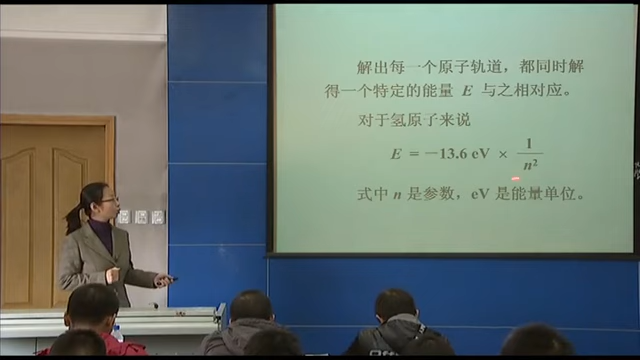 解出每一个原子轨道，都同时解
得一个特定的能量 E 与之相对应。
对于氢原子来说
E = －13.6 eV × 1/n²
式中 n 是参数，eV 是能量单位。